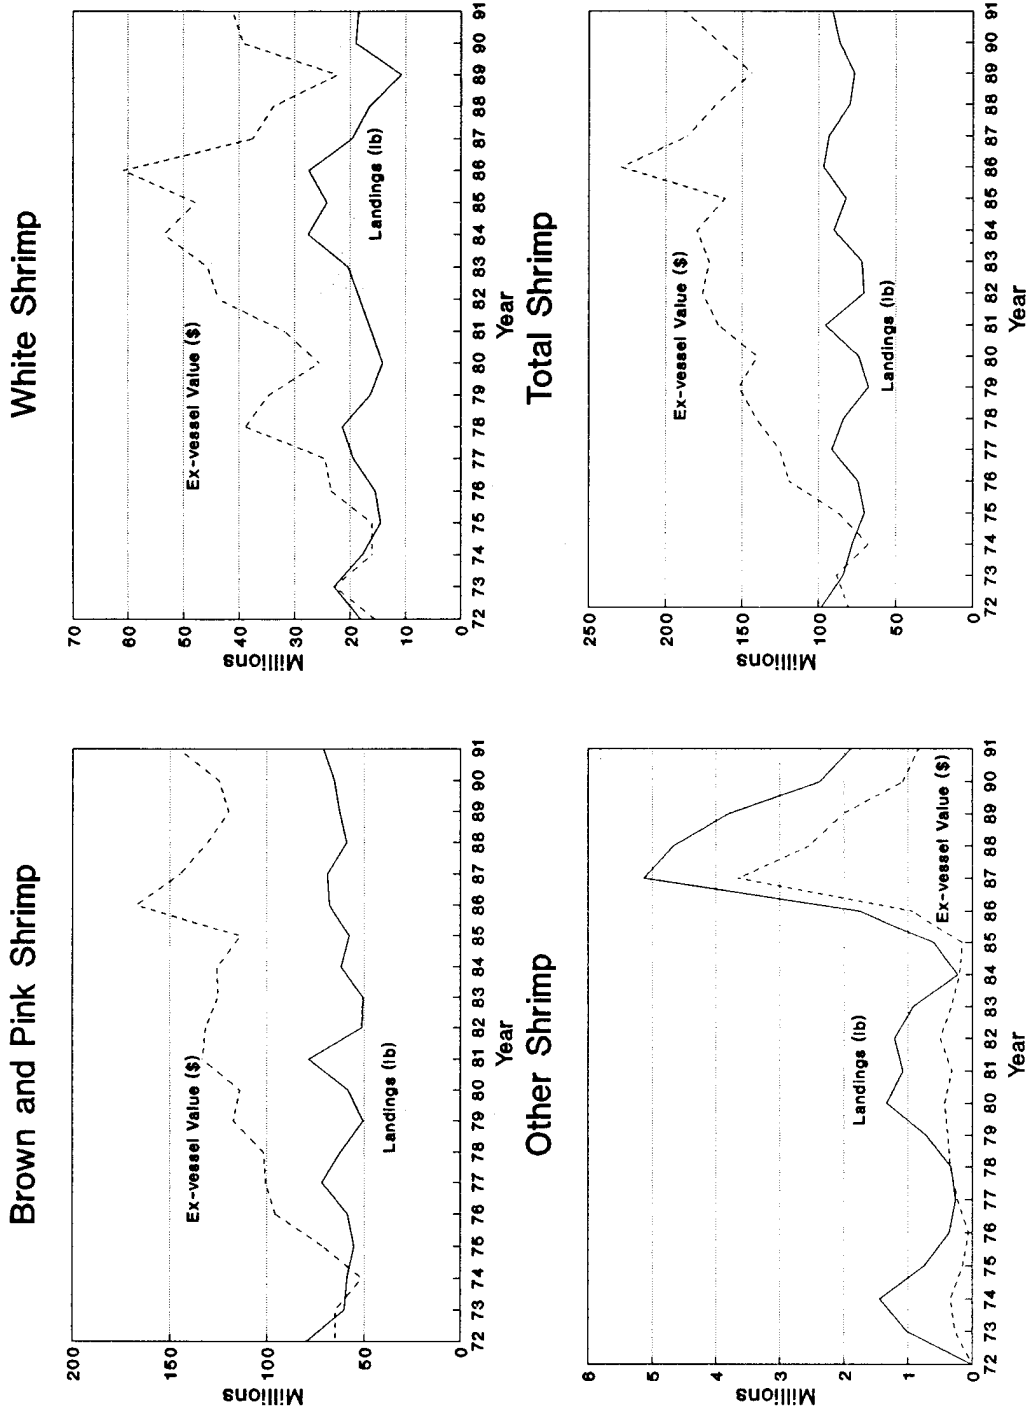 Brown and Pink Shrimp
200
150
100
50
0
Millions
Ex-vessel Value ($)
Landings (lb)
72 73 74 75 76 77 78 79 80 81 82 83 84 85 86 87 88 89 90 91
Year
White Shrimp
70
60
50
40
30
20
10
0
Millions
Ex-vessel Value ($)
Landings (lb)
72 73 74 75 76 77 78 79 80 81 82 83 84 85 86 87 88 89 90 91
Year
Other Shrimp
6
5
4
3
2
1
0
Millions
Landings (lb)
Ex-vessel Value ($)
72 73 74 75 76 77 78 79 80 81 82 83 84 85 86 87 88 89 90 91
Year
Total Shrimp
250
200
150
100
50
0
Millions
Ex-vessel Value ($)
Landings (lb)
72 73 74 75 76 77 78 79 80 81 82 83 84 85 86 87 88 89 90 91
Year